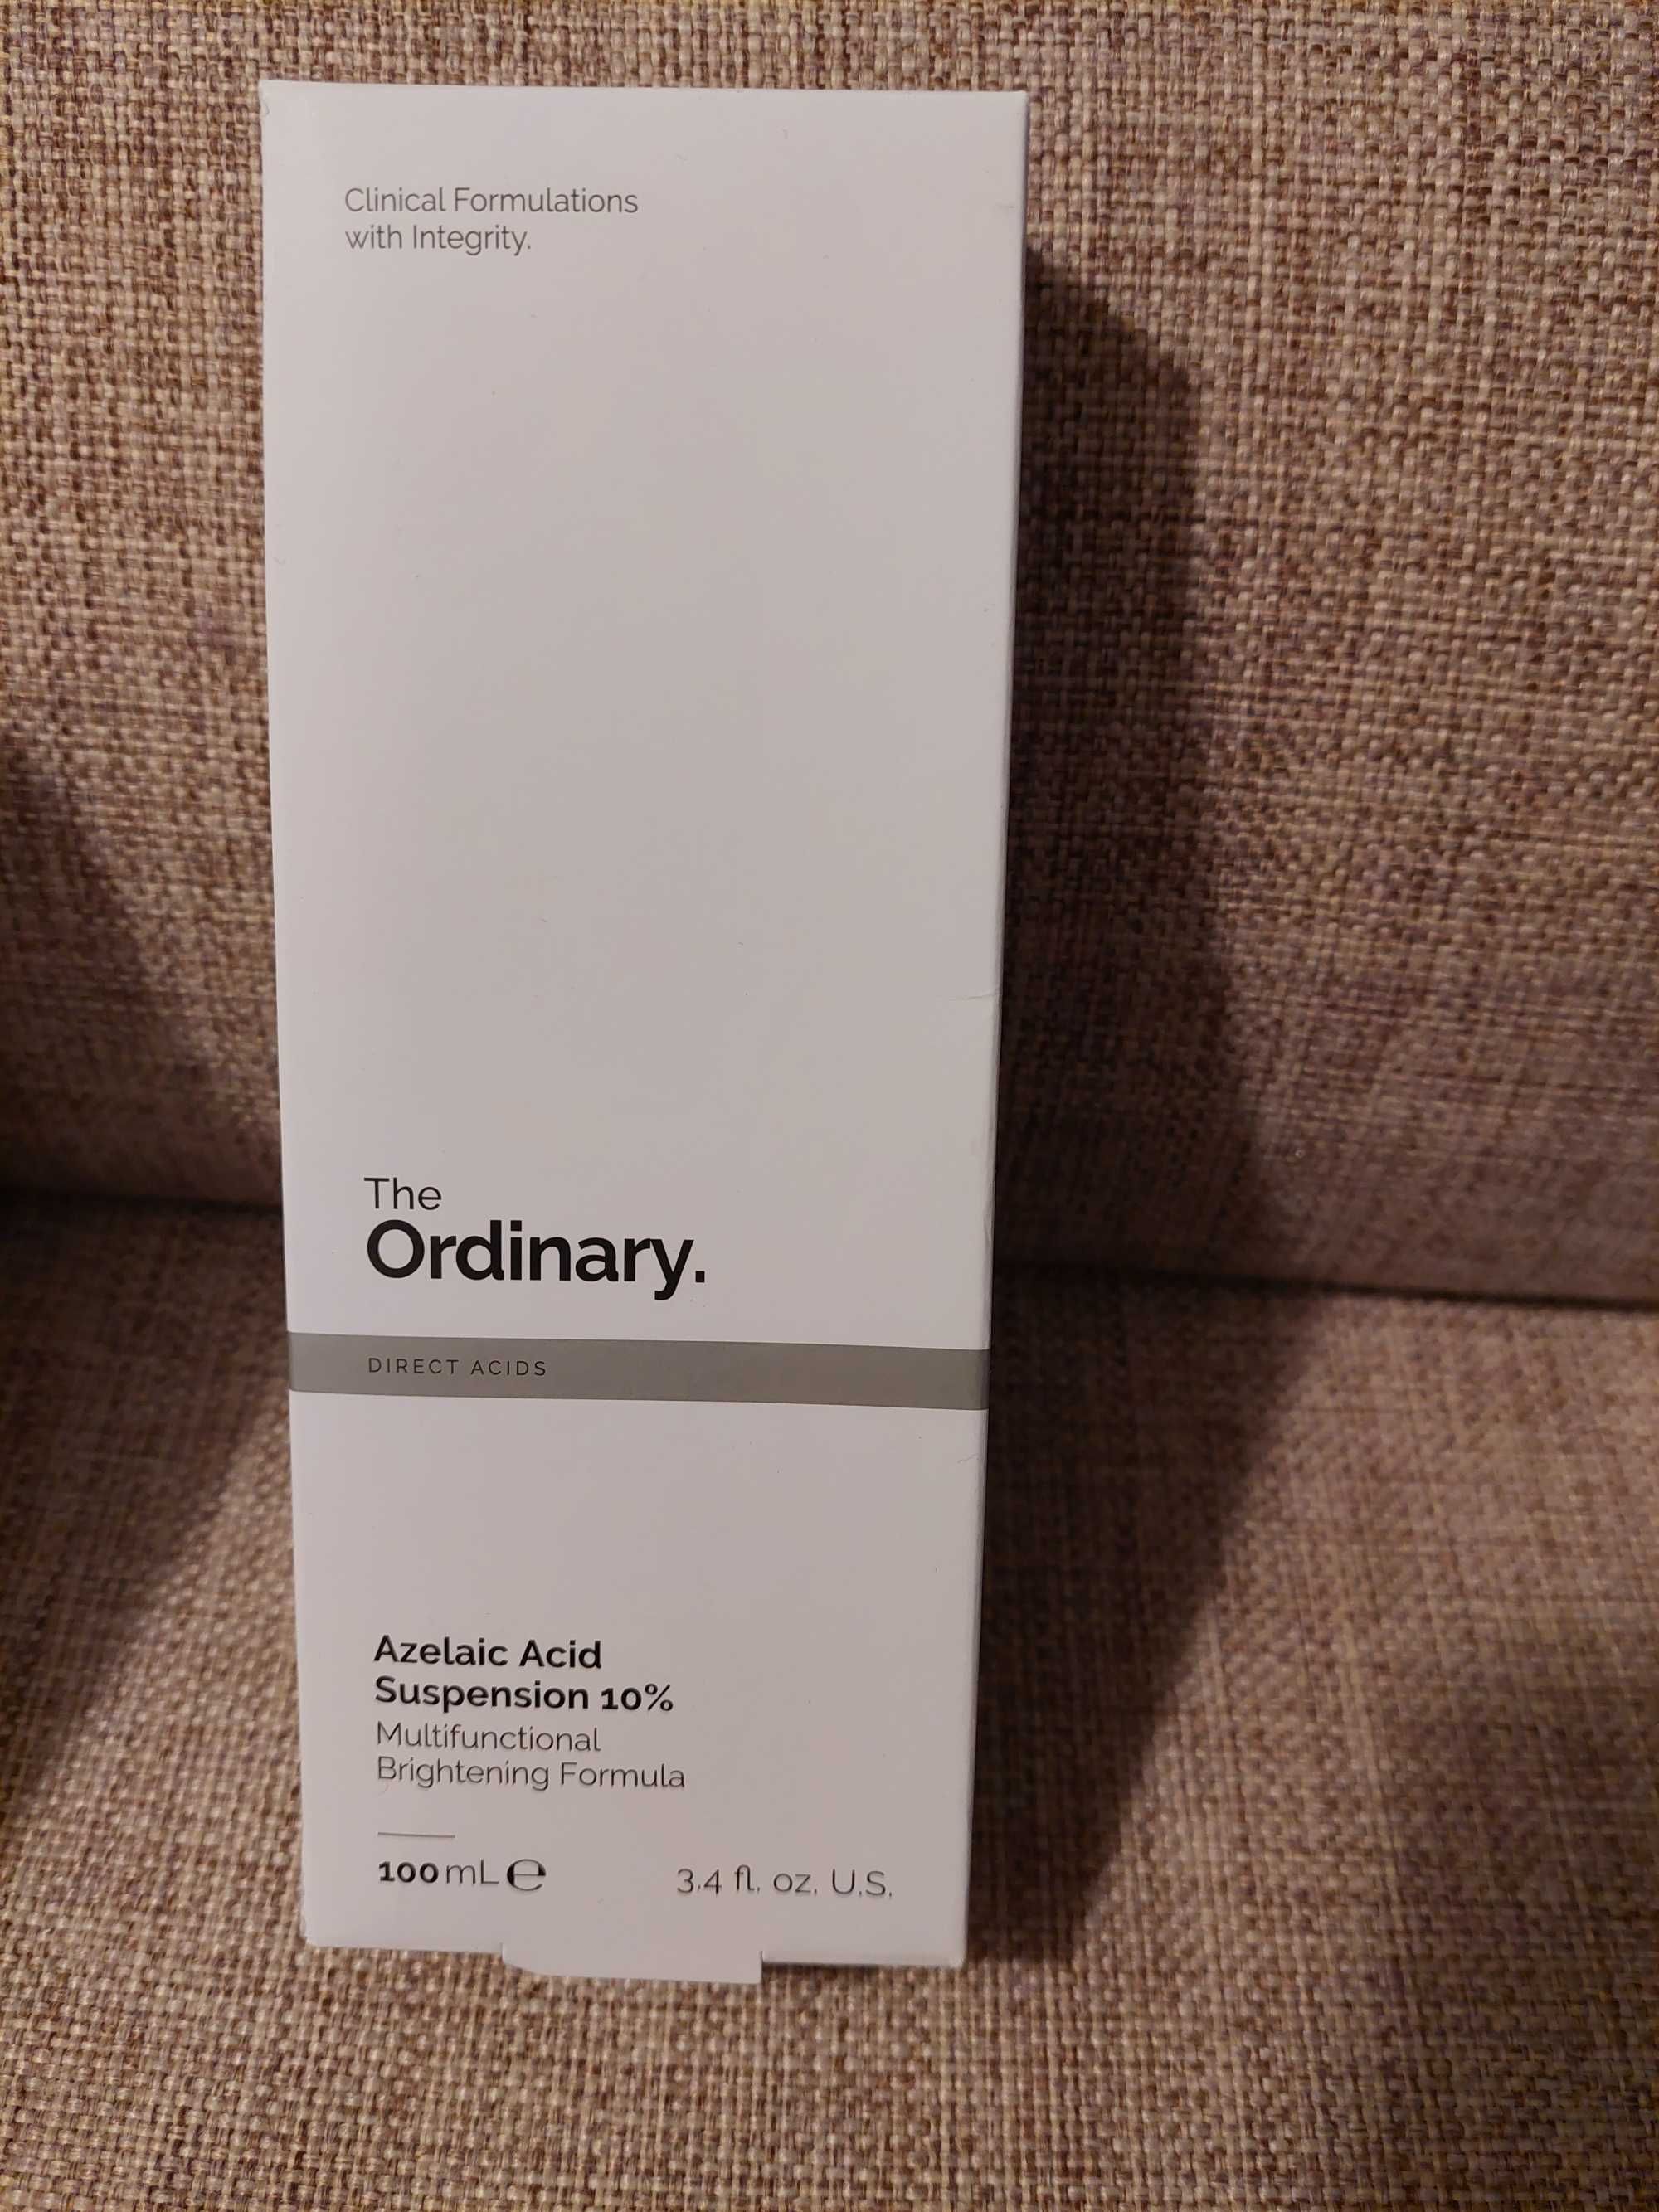 Clinical Formulations
with Integrity.
The
Ordinary.
DIRECT ACIDS
Azelaic Acid
Suspension 10%
Multifunctional
Brightening Formula
100 mL ℮ 3.4 fl. oz. U.S.